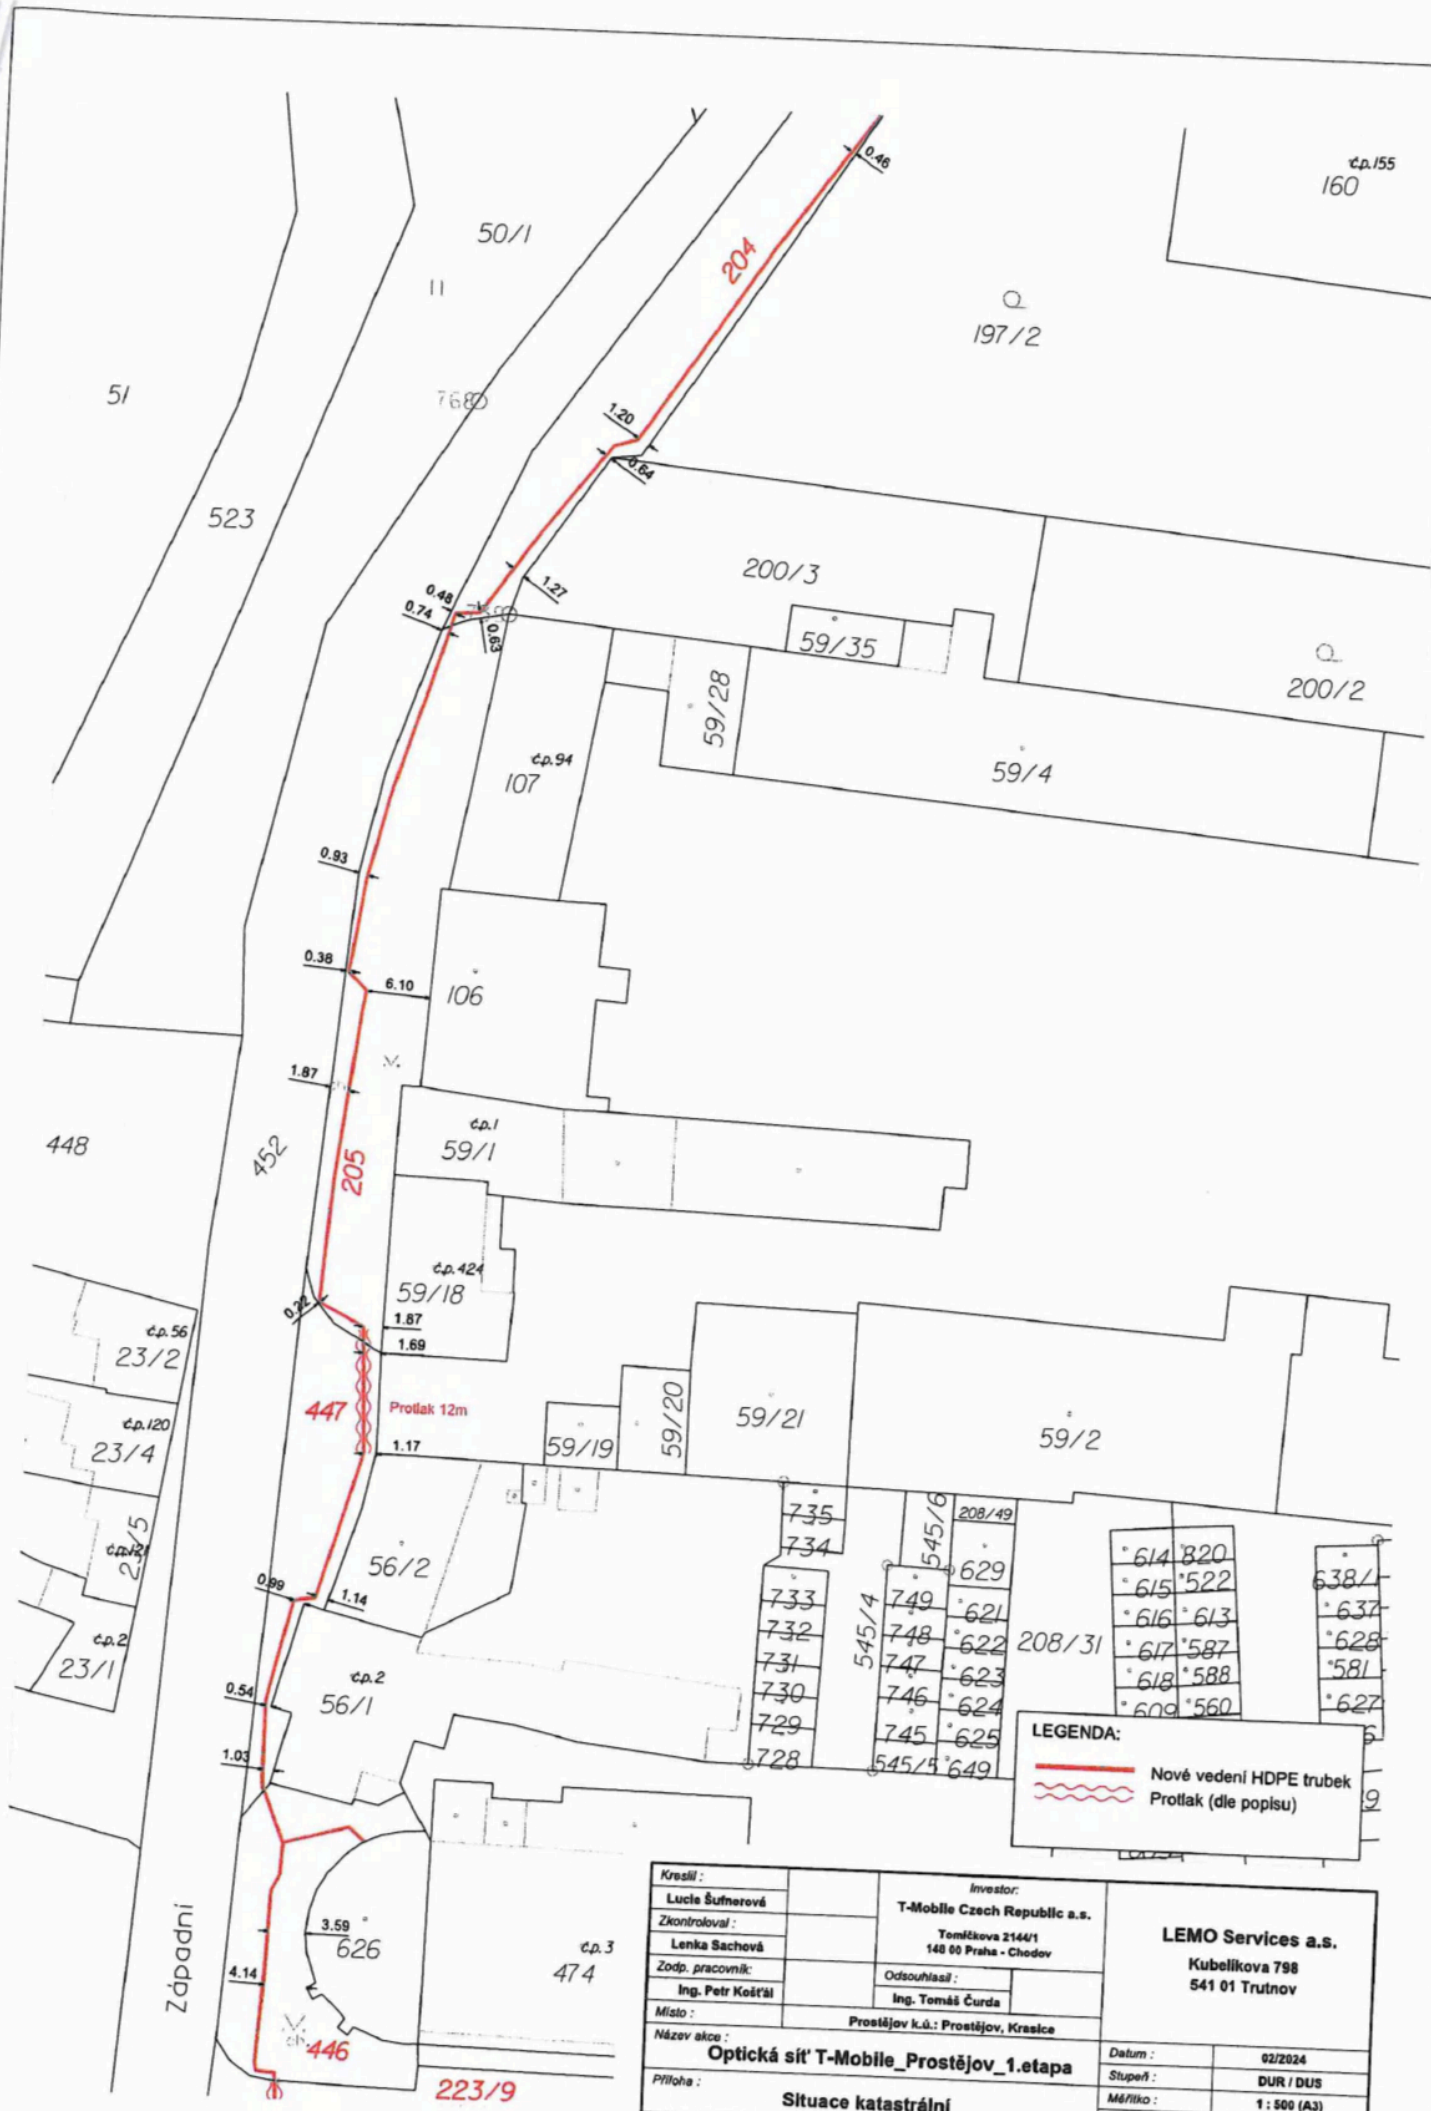 0.46
č.p.155
160
50/1
204
197/2
51
768
1.20
0.64
523
200/3
1.27
0.48
0.74
0.63
59/35
59/28
200/2
č.p.94
107
59/4
0.93
0.38
6.10
106
1.87
č.p.1
59/1
448
452
205
č.p.424
59/18
0.22
1.87
1.69
č.p.56
23/2
447
Protlak 12m
č.p.120
23/4
1.17
59/19
59/20
59/21
59/2
56/2
735
734
545/6
208/49
629
614 820
615 522
638/1
733
749
621
616 613
637
732
748
622
208/31
617 587
628
731
747
623
618 588
581
730
746
624
609 560
627
729
745
625
728
545/5
649
545/4
0.99
1.14
č.p.2
23/1
č.p.2
56/1
0.54
1.03
LEGENDA:
Nové vedení HDPE trubek
Protlak (dle popisu)
Západní
3.59
626
4.14
č.p.3
474
446
223/9
Kreslil :
Lucie Šufnerová
Zkontroloval :
Lenka Sachová
Zodp. pracovník:
Ing. Petr Košťál
Investor:
T-Mobile Czech Republic a.s.
Tomíčkova 2144/1
148 00 Praha - Chodov
Odsouhlasil :
Ing. Tomáš Čurda
LEMO Services a.s.
Kubelíkova 798
541 01 Trutnov
Místo :
Prostějov k.ú.: Prostějov, Krasice
Název akce :
Optická síť T-Mobile_Prostějov_1.etapa
Datum :
02/2024
Stupeň :
DUR / DUS
Příloha :
Situace katastrální
Měřítko :
1 : 500 (A3)